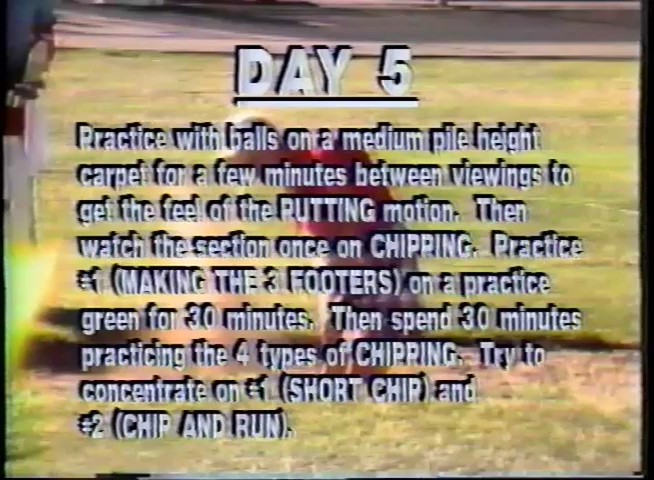 DAY 5
Practice with balls on a medium pile height
carpet for a few minutes between viewings to
get the feel of the PUTTING motion. Then
watch the section once on CHIPPING. Practice
#1 (MAKING THE 3 FOOTERS) on a practice
green for 30 minutes. Then spend 30 minutes
practicing the 4 types of CHIPPING. Try to
concentrate on #1 (SHORT CHIP) and
#2 (CHIP AND RUN).